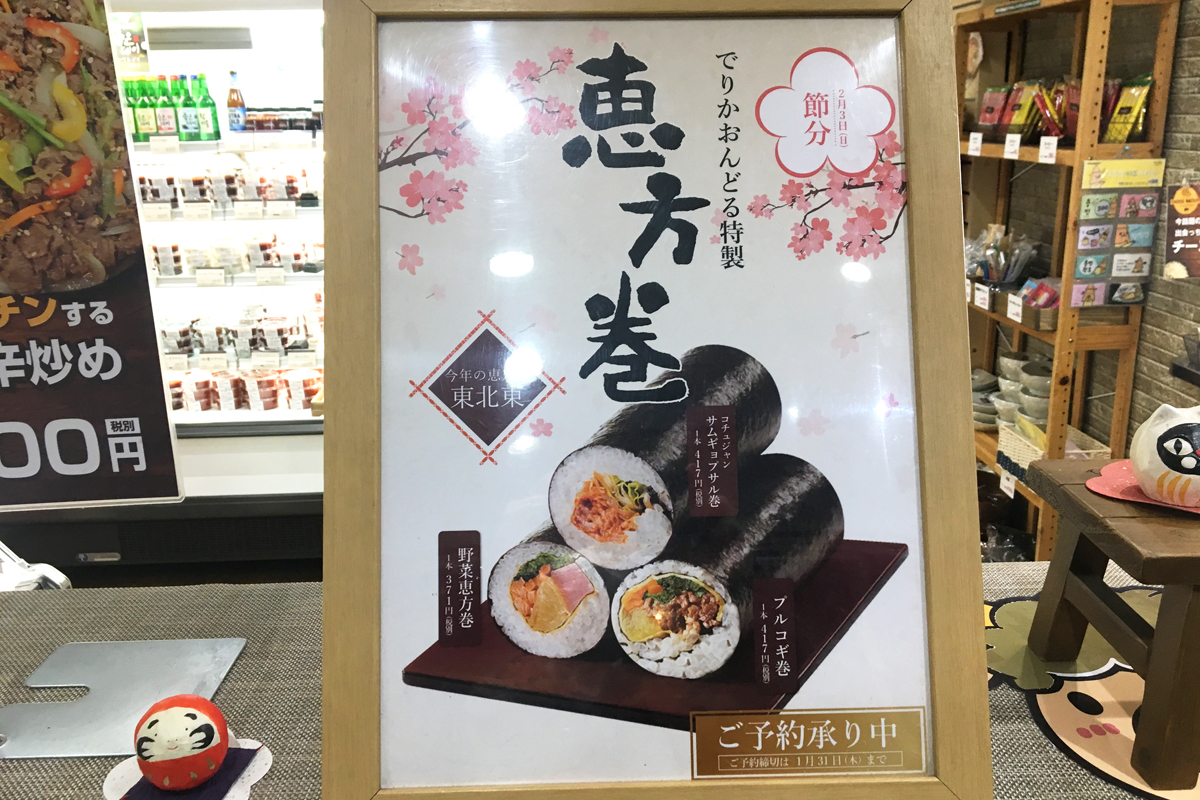 恵方巻
でりかおんどる特製
2月3日(日)
節分
今年の恵
東北東
コチュジャン
サムギョプサル巻
1本 417円(税別)
野菜恵方巻
1本 371円(税別)
プルコギ巻
1本 417円(税別)
ご予約承り中
ご予約締切は 1月31日(木)まで
チンする
炒め
00円
税別